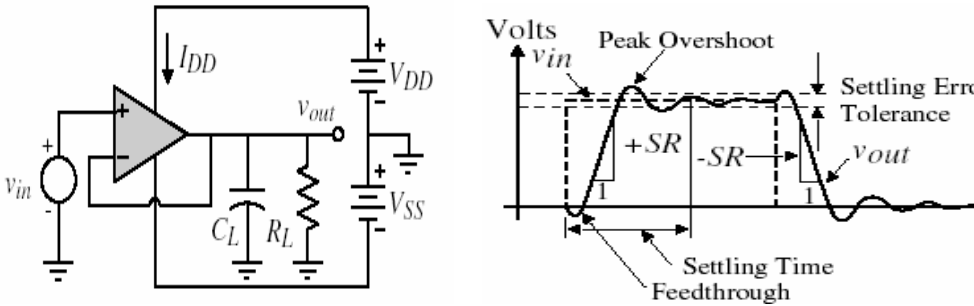 I_DD
+
V_DD
-
v_out
+
-
+
v_in
-
C_L
R_L
+
V_SS
-
Volts
v_in
Peak Overshoot
Settling Erro
Tolerance
+SR
-SR
v_out
1
1
Settling Time
Feedthrough